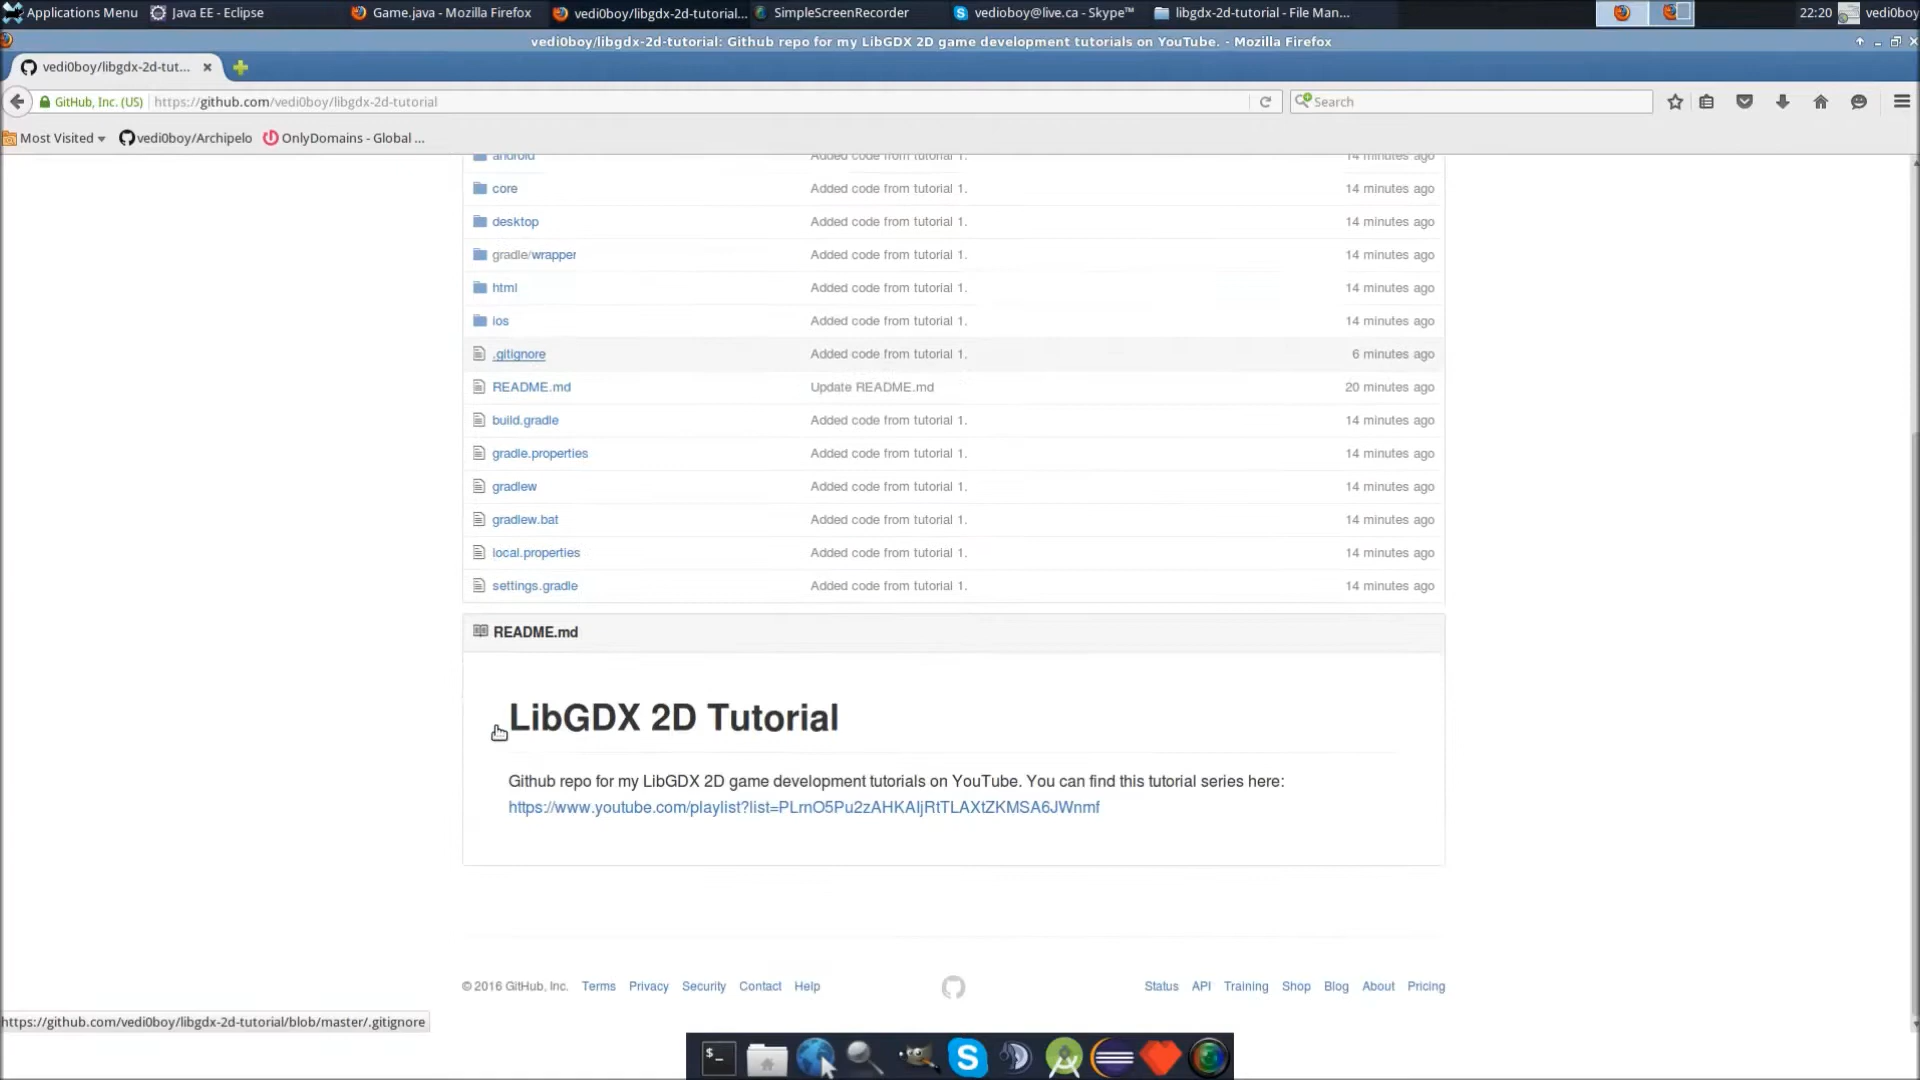 Applications Menu Java EE - Eclipse Game.java - Mozilla Firefox vedi0boy/libgdx-2d-tutorial... SimpleScreenRecorder vedioboy@live.ca - Skype™ libgdx-2d-tutorial - File Man... 22:20 vedi0boy
vedi0boy/libgdx-2d-tutorial: Github repo for my LibGDX 2D game development tutorials on YouTube. - Mozilla Firefox
vedi0boy/libgdx-2d-tut...
GitHub, Inc. (US) https://github.com/vedi0boy/libgdx-2d-tutorial Search
Most Visited vedi0boy/Archipelo OnlyDomains - Global ...
android Added code from tutorial 1. 14 minutes ago
core Added code from tutorial 1. 14 minutes ago
desktop Added code from tutorial 1. 14 minutes ago
gradle/wrapper Added code from tutorial 1. 14 minutes ago
html Added code from tutorial 1. 14 minutes ago
ios Added code from tutorial 1. 14 minutes ago
.gitignore Added code from tutorial 1. 6 minutes ago
README.md Update README.md 20 minutes ago
build.gradle Added code from tutorial 1. 14 minutes ago
gradle.properties Added code from tutorial 1. 14 minutes ago
gradlew Added code from tutorial 1. 14 minutes ago
gradlew.bat Added code from tutorial 1. 14 minutes ago
local.properties Added code from tutorial 1. 14 minutes ago
settings.gradle Added code from tutorial 1. 14 minutes ago
README.md
LibGDX 2D Tutorial
Github repo for my LibGDX 2D game development tutorials on YouTube. You can find this tutorial series here:
https://www.youtube.com/playlist?list=PLrnO5Pu2zAHKAIjRtTLAXtZKMSA6JWnmf
© 2016 GitHub, Inc. Terms Privacy Security Contact Help Status API Training Shop Blog About Pricing
https://github.com/vedi0boy/libgdx-2d-tutorial/blob/master/.gitignore
$_